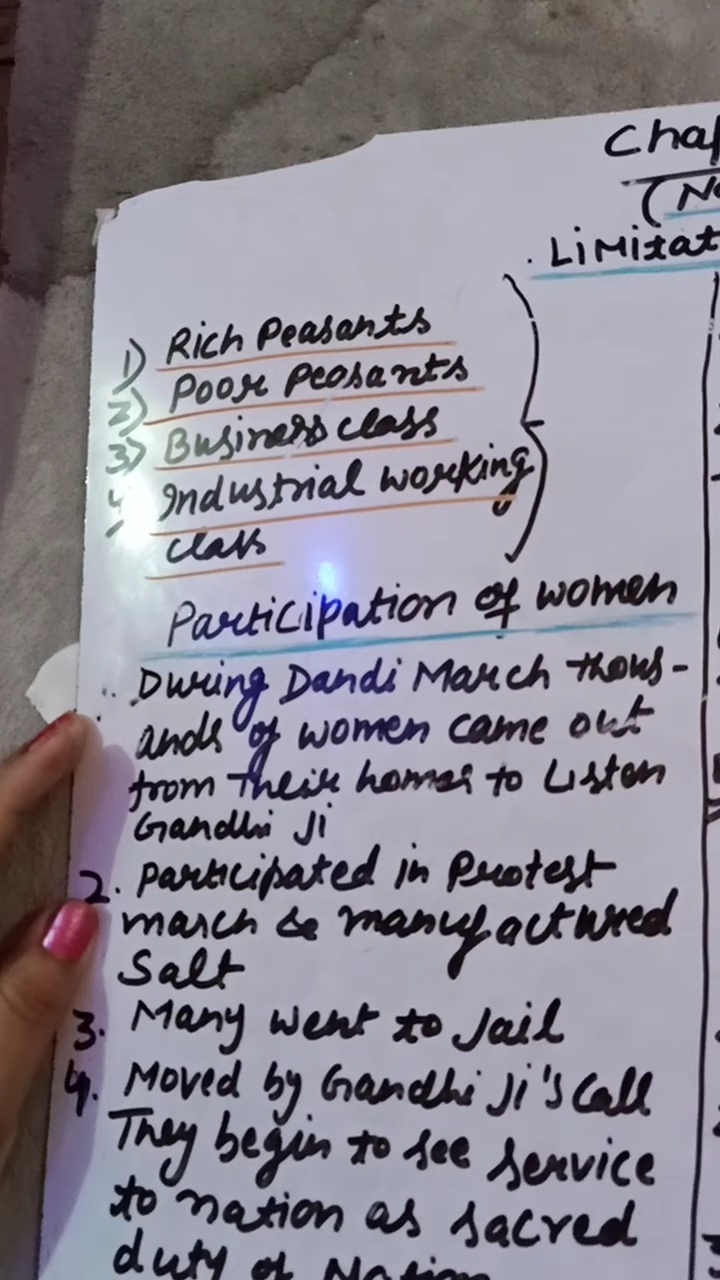 Chap
(N
. Limitat
1) Rich Peasants
2) Poor Peasants
3) Business class
4 Industrial working
class
Participation of women
During Dandi March thous-
ands of women came out
from their homes to Listen
Gandhi Ji
2. Participated in Protest
march & manufactured
Salt
3. Many went to Jail
4. Moved by Gandhi Ji's Call
They begin to see service
to nation as sacred
duty of Nation